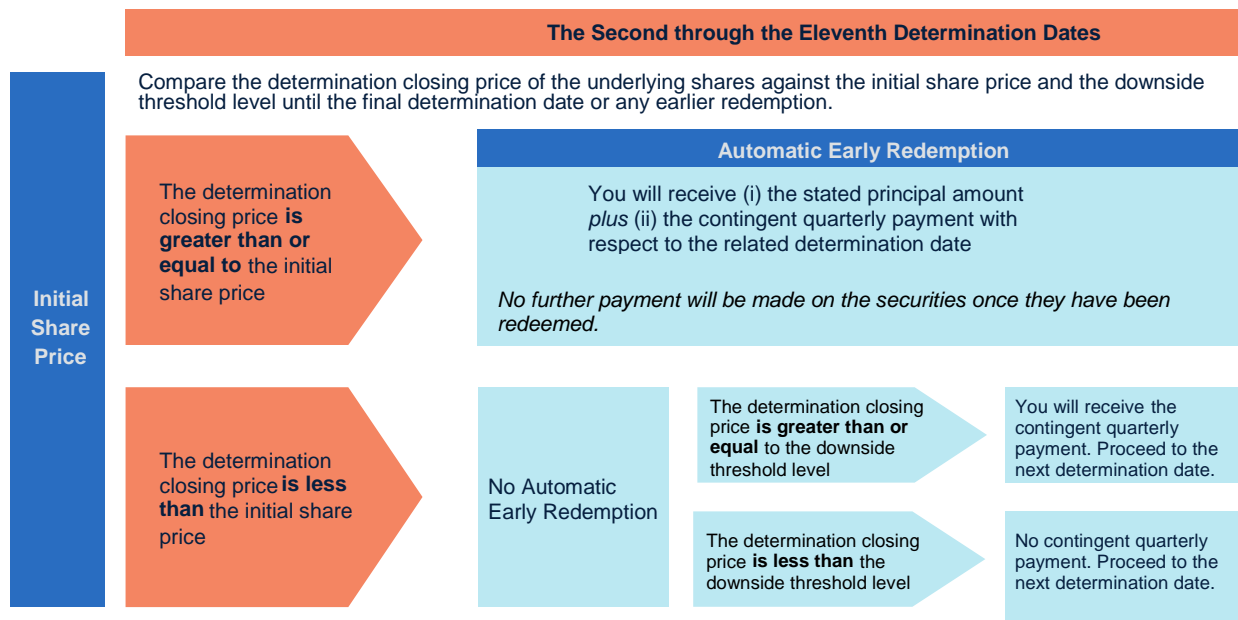 The Second through the Eleventh Determination Dates
Compare the determination closing price of the underlying shares against the initial share price and the downside
threshold level until the final determination date or any earlier redemption.
Initial
Share
Price
The determination
closing price is
greater than or
equal to the initial
share price
Automatic Early Redemption
You will receive (i) the stated principal amount
plus (ii) the contingent quarterly payment with
respect to the related determination date
No further payment will be made on the securities once they have been
redeemed.
The determination
closing price is less
than the initial share
price
No Automatic
Early Redemption
The determination closing
price is greater than or
equal to the downside
threshold level
You will receive the
contingent quarterly
payment. Proceed to the
next determination date.
The determination closing
price is less than the
downside threshold level
No contingent quarterly
payment. Proceed to the
next determination date.